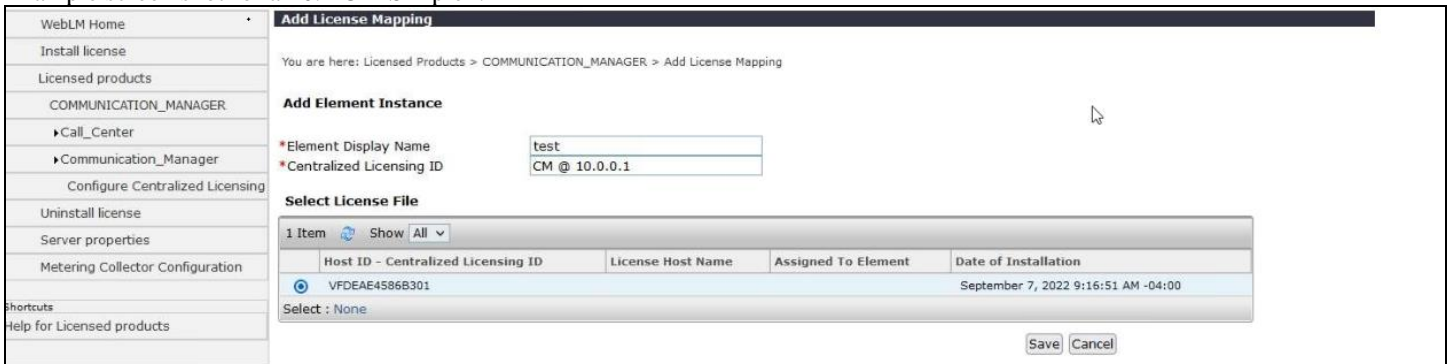 WebLM Home
Install license
Licensed products
COMMUNICATION_MANAGER
Call_Center
Communication_Manager
Configure Centralized Licensing
Uninstall license
Server properties
Metering Collector Configuration
Shortcuts
Help for Licensed products
Add License Mapping
You are here: Licensed Products > COMMUNICATION_MANAGER > Add License Mapping
Add Element Instance
*Element Display Name test
*Centralized Licensing ID CM @ 10.0.0.1
Select License File
1 Item Show All
Host ID - Centralized Licensing ID License Host Name Assigned To Element Date of Installation
VFDEAE4586B301 September 7, 2022 9:16:51 AM -04:00
Select : None
Save Cancel